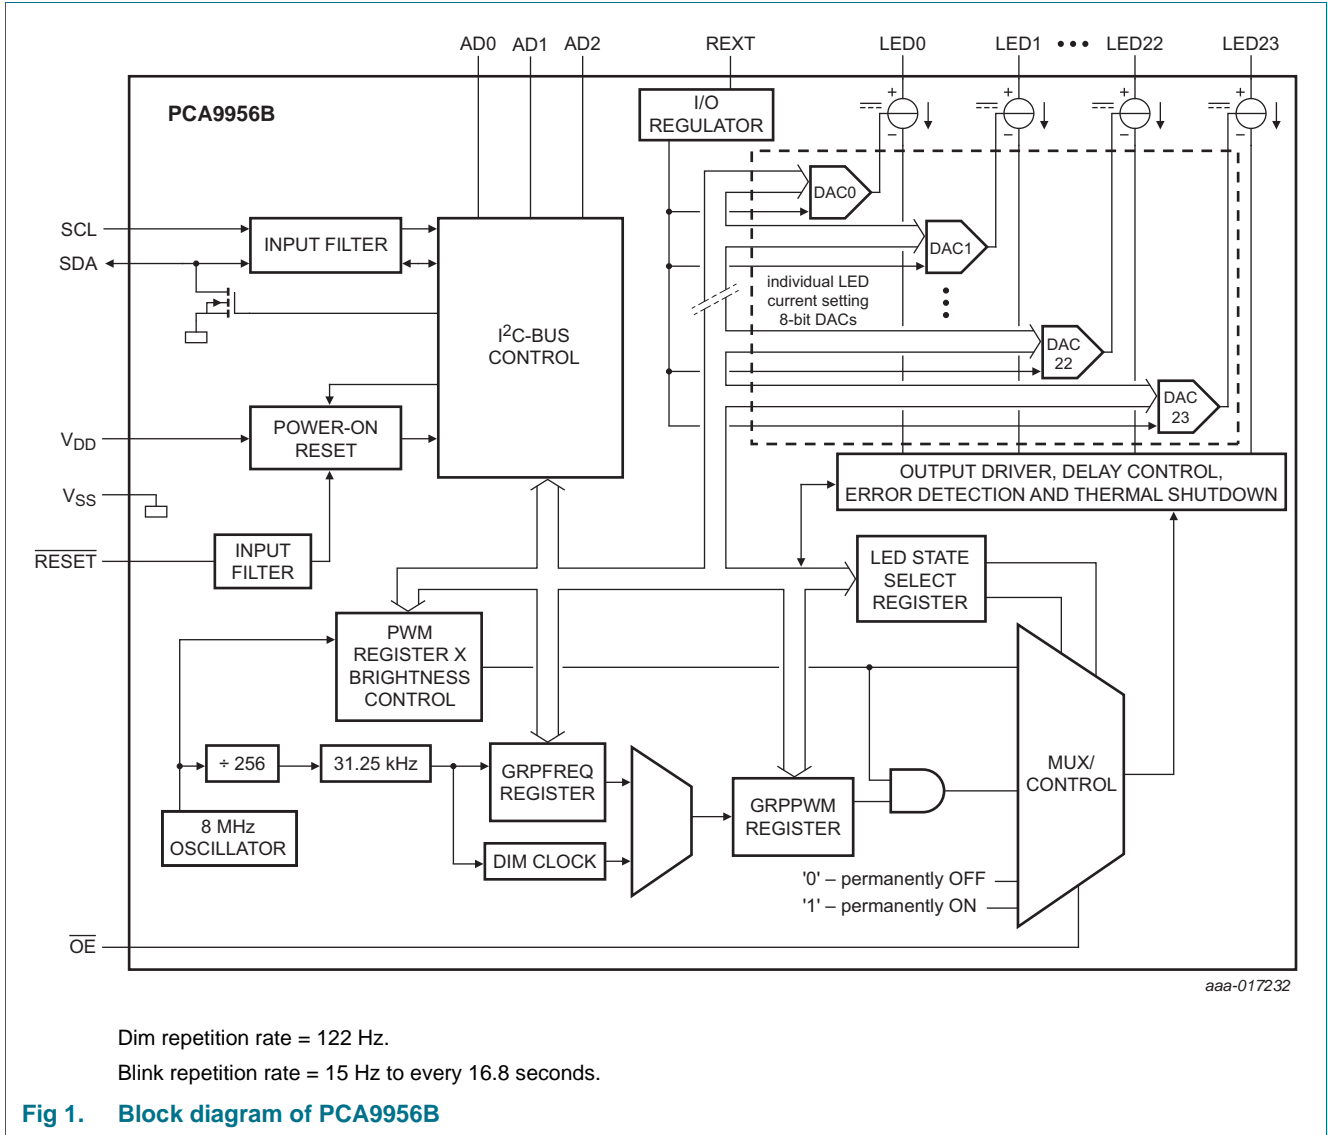 AD0 AD1 AD2 REXT LED0 LED1 ••• LED22 LED23
PCA9956B
I/O
REGULATOR
+ + + +
− − − −
DAC0
DAC1
individual LED
current setting
8-bit DACs
DAC
22
DAC
23
SCL
SDA
INPUT FILTER
I2C-BUS
CONTROL
VDD
POWER-ON
RESET
VSS
RESET
INPUT
FILTER
OUTPUT DRIVER, DELAY CONTROL,
ERROR DETECTION AND THERMAL SHUTDOWN
LED STATE
SELECT
REGISTER
PWM
REGISTER X
BRIGHTNESS
CONTROL
÷ 256
31.25 kHz
GRPFREQ
REGISTER
8 MHz
OSCILLATOR
DIM CLOCK
GRPPWM
REGISTER
MUX/
CONTROL
'0' – permanently OFF
'1' – permanently ON
OE
aaa-017232
Dim repetition rate = 122 Hz.
Blink repetition rate = 15 Hz to every 16.8 seconds.
Fig 1. Block diagram of PCA9956B